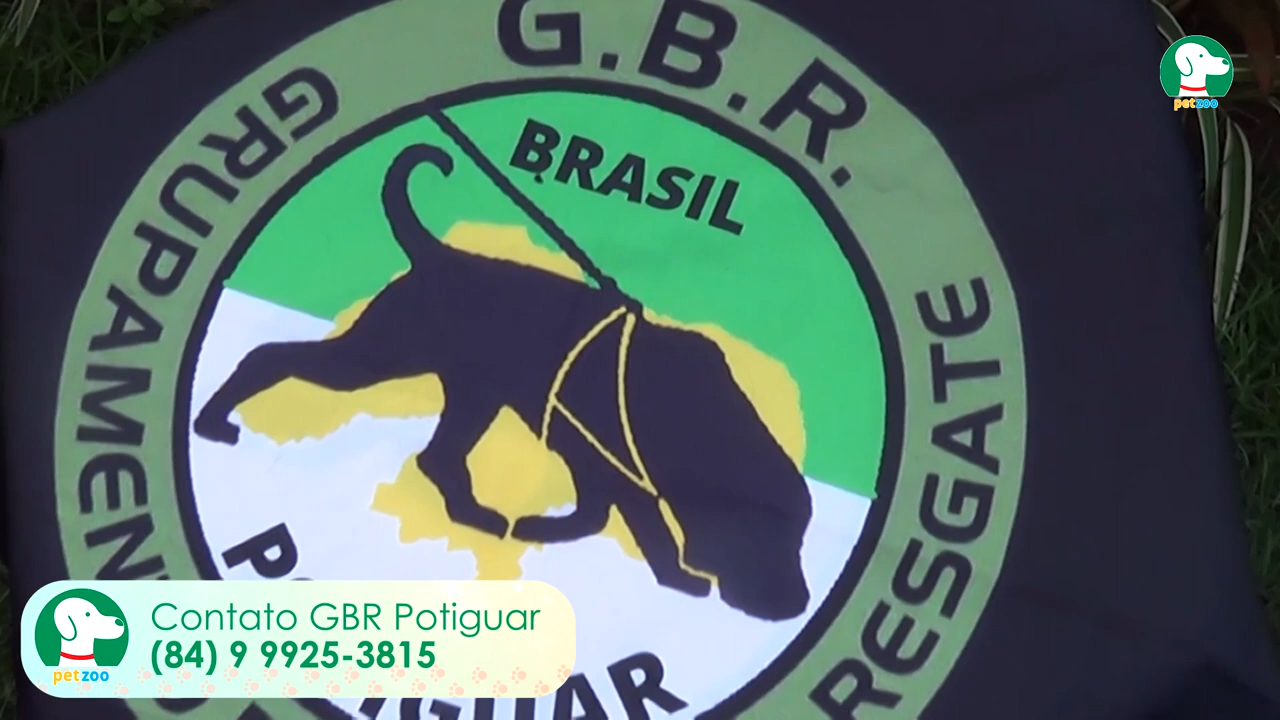 G.B.R.
GRUPAMEN
RESGATE
BRASIL
GUAR
petzoo
Contato GBR Potiguar
(84) 9 9925-3815
petzoo